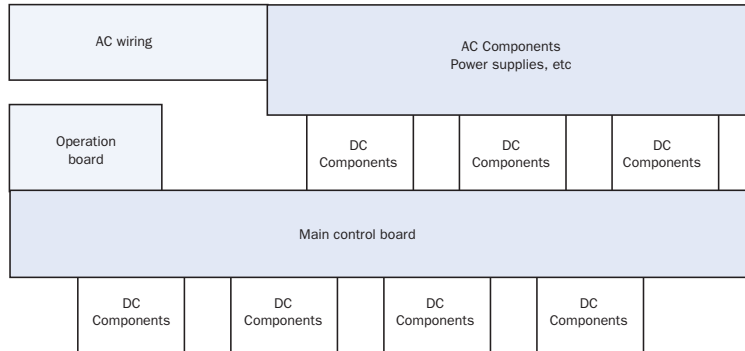 AC wiring
AC Components
Power supplies, etc
Operation
board
DC
Components
DC
Components
DC
Components
Main control board
DC
Components
DC
Components
DC
Components
DC
Components